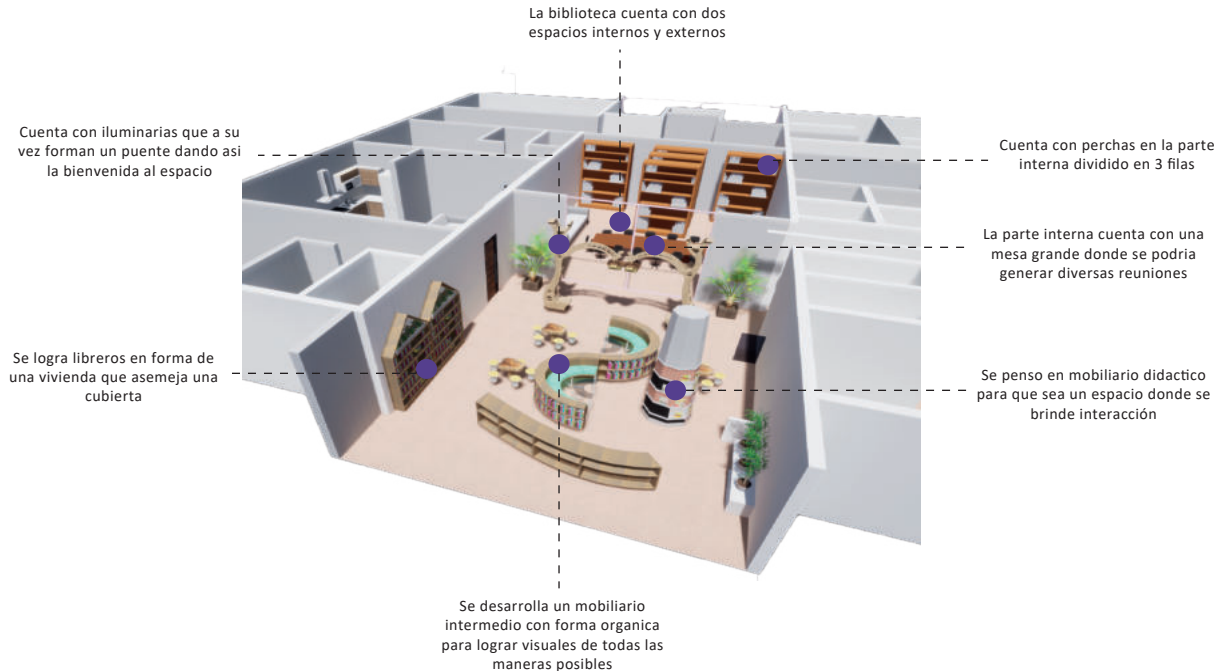 La biblioteca cuenta con dos
espacios internos y externos
Cuenta con iluminarias que a su
vez forman un puente dando asi
la bienvenida al espacio
Cuenta con perchas en la parte
interna dividido en 3 filas
La parte interna cuenta con una
mesa grande donde se podria
generar diversas reuniones
Se logra libreros en forma de
una vivienda que asemeja una
cubierta
Se penso en mobiliario didactico
para que sea un espacio donde se
brinde interacción
Se desarrolla un mobiliario
intermedio con forma organica
para lograr visuales de todas las
maneras posibles